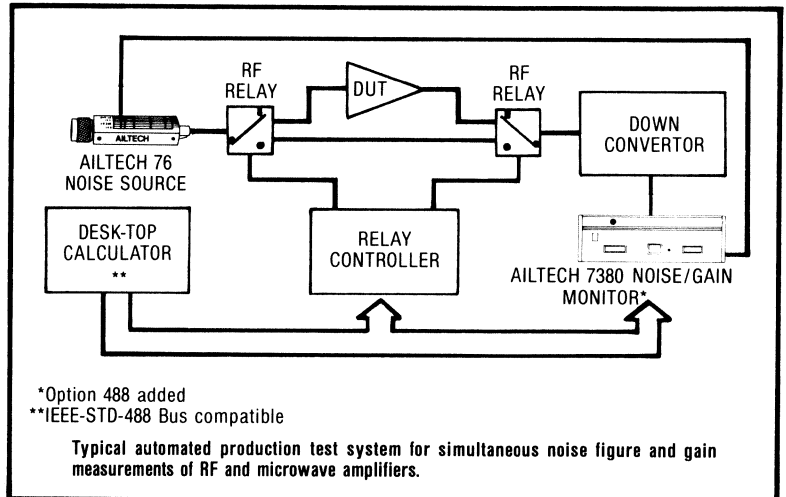 RF
RELAY
DUT
RF
RELAY
AILTECH
AILTECH 76
NOISE SOURCE
DOWN
CONVERTOR
DESK-TOP
CALCULATOR
**
RELAY
CONTROLLER
AILTECH 7380 NOISE/GAIN
MONITOR*
*Option 488 added
**IEEE-STD-488 Bus compatible
Typical automated production test system for simultaneous noise figure and gain
measurements of RF and microwave amplifiers.